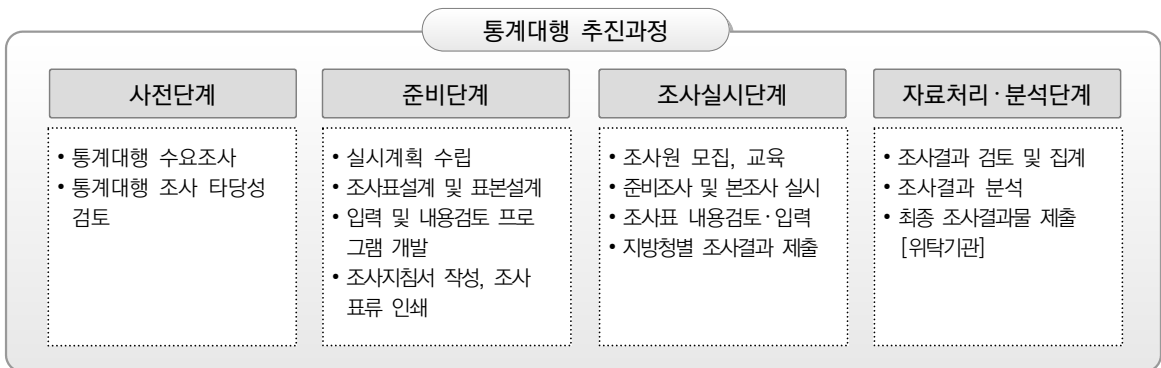 통계대행 추진과정
사전단계
• 통계대행 수요조사
• 통계대행 조사 타당성
검토
준비단계
• 실시계획 수립
• 조사표설계 및 표본설계
• 입력 및 내용검토 프로
그램 개발
• 조사지침서 작성, 조사
표류 인쇄
조사실시단계
• 조사원 모집, 교육
• 준비조사 및 본조사 실시
• 조사표 내용검토·입력
• 지방청별 조사결과 제출
자료처리·분석단계
• 조사결과 검토 및 집계
• 조사결과 분석
• 최종 조사결과물 제출
[위탁기관]